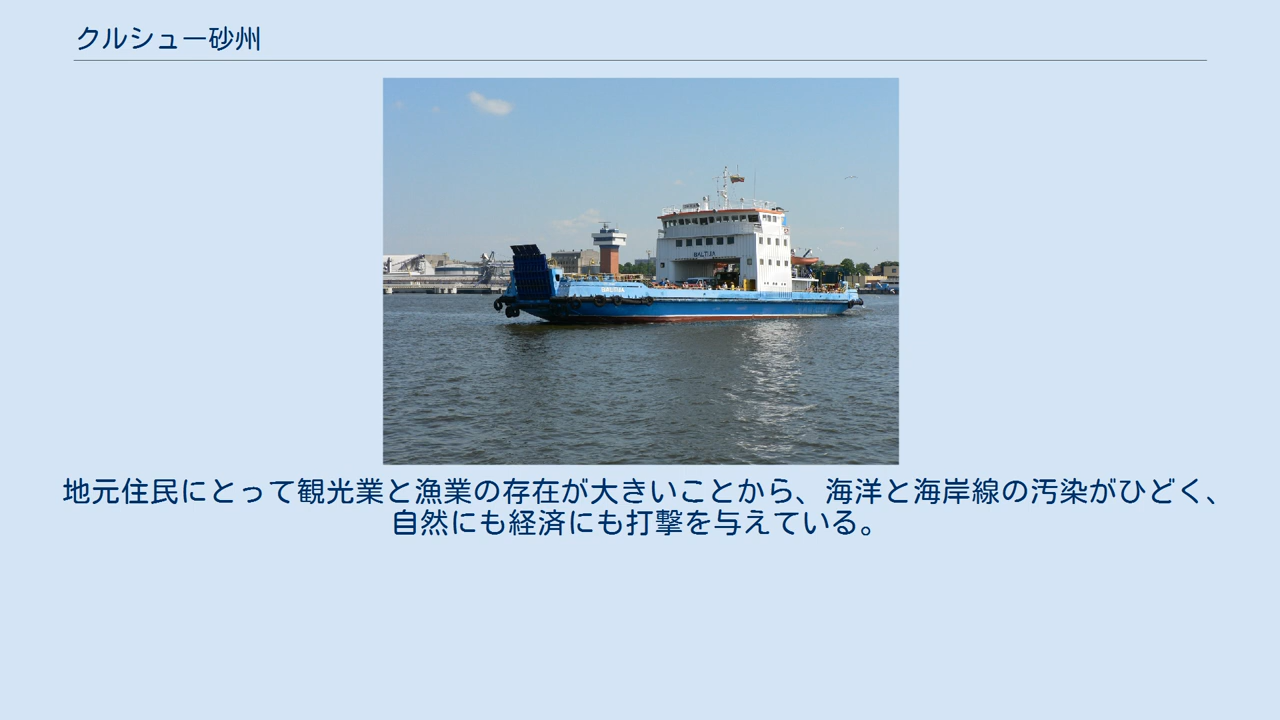 クルシュー砂州
BALTIJA
BALTIJA
地元住民にとって観光業と漁業の存在が大きいことから、海洋と海岸線の汚染がひどく、
自然にも経済にも打撃を与えている。